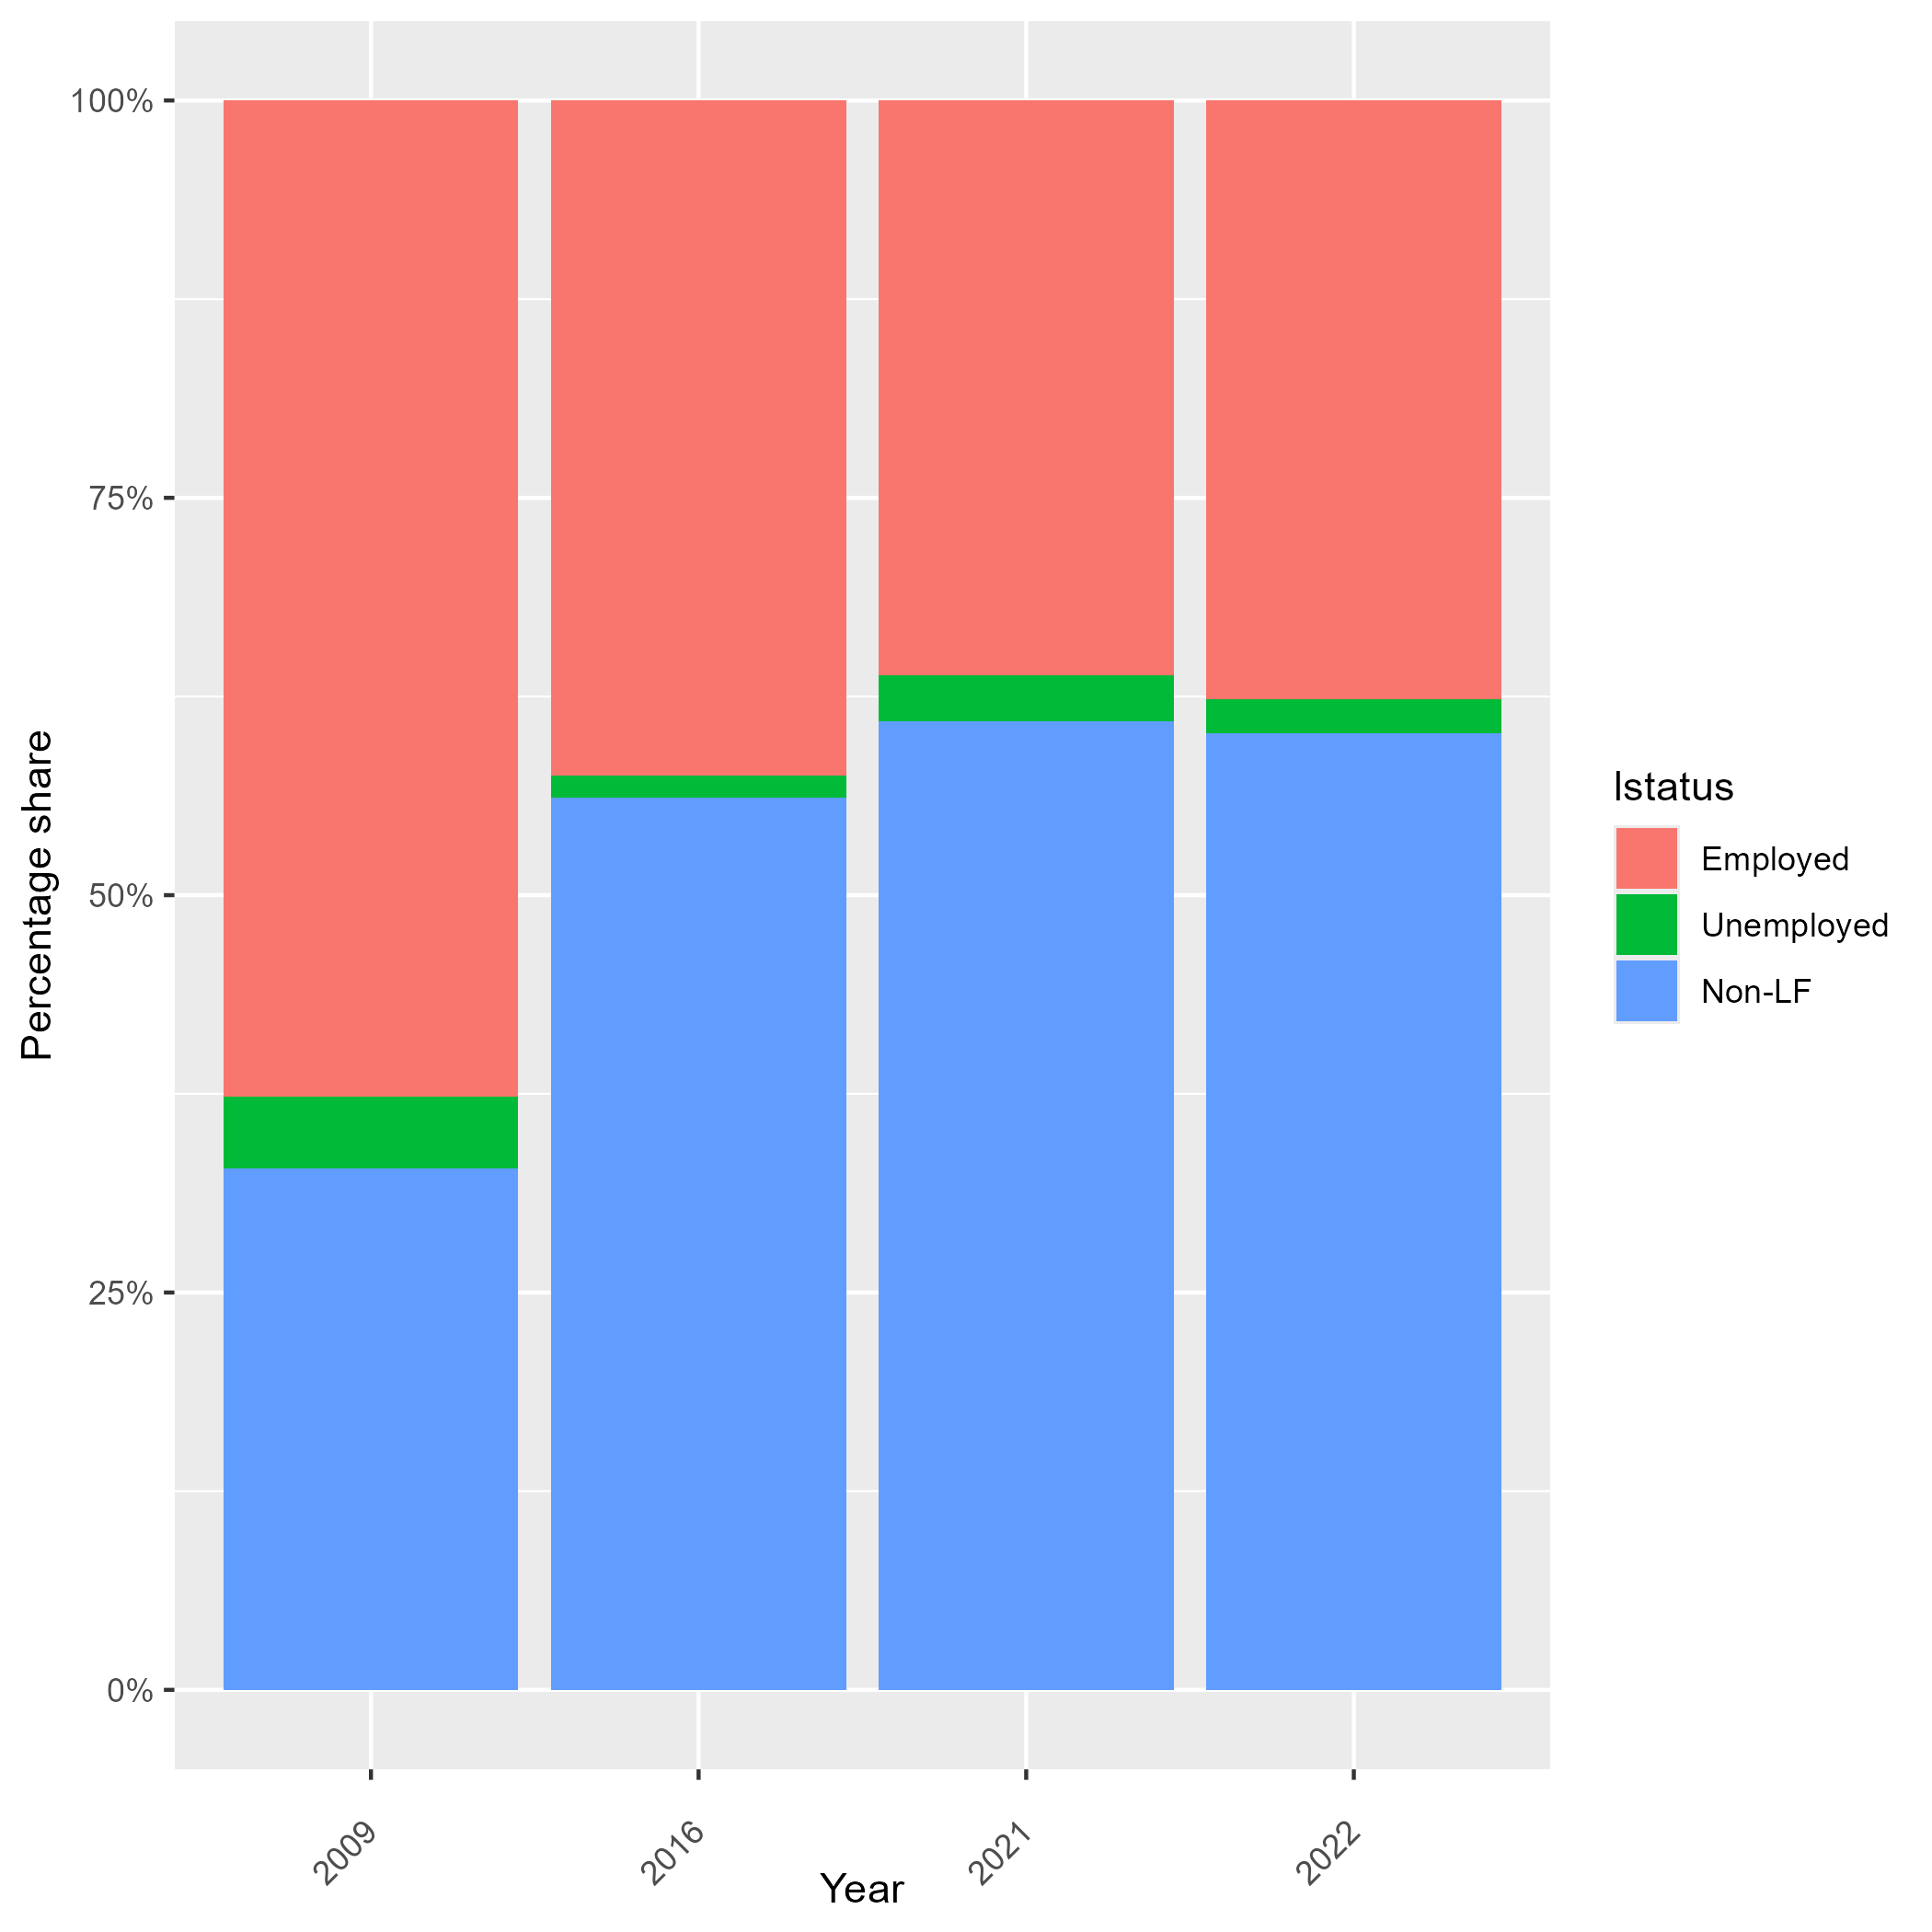 100%
75%
50%
25%
0%
Percentage share
2009
2016
2021
2022
Year
lstatus
Employed
Unemployed
Non-LF